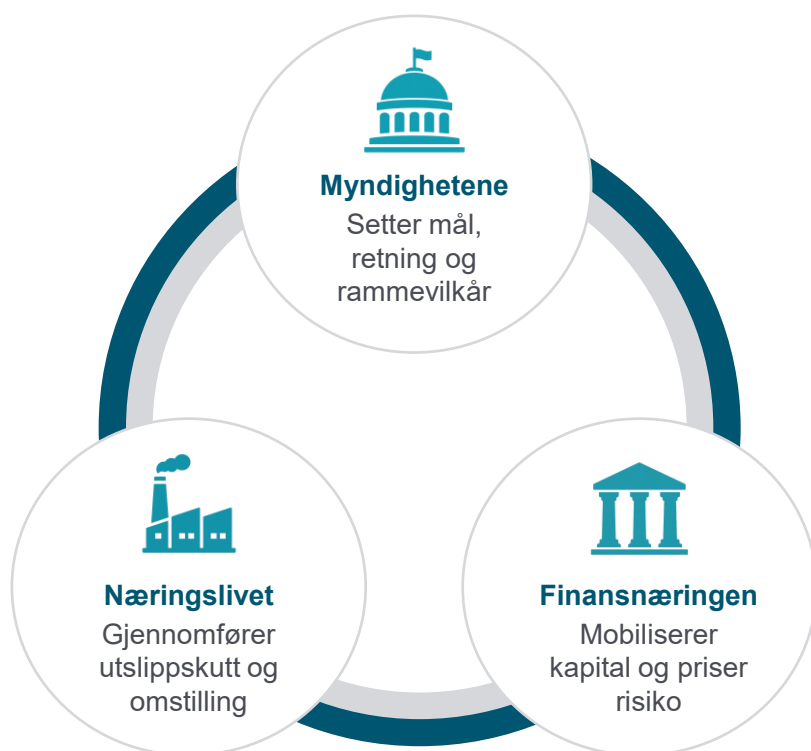 Myndighetene
Setter mål,
retning og
rammevilkår
Næringslivet
Gjennomfører
utslippskutt og
omstilling
Finansnæringen
Mobiliserer
kapital og priser
risiko